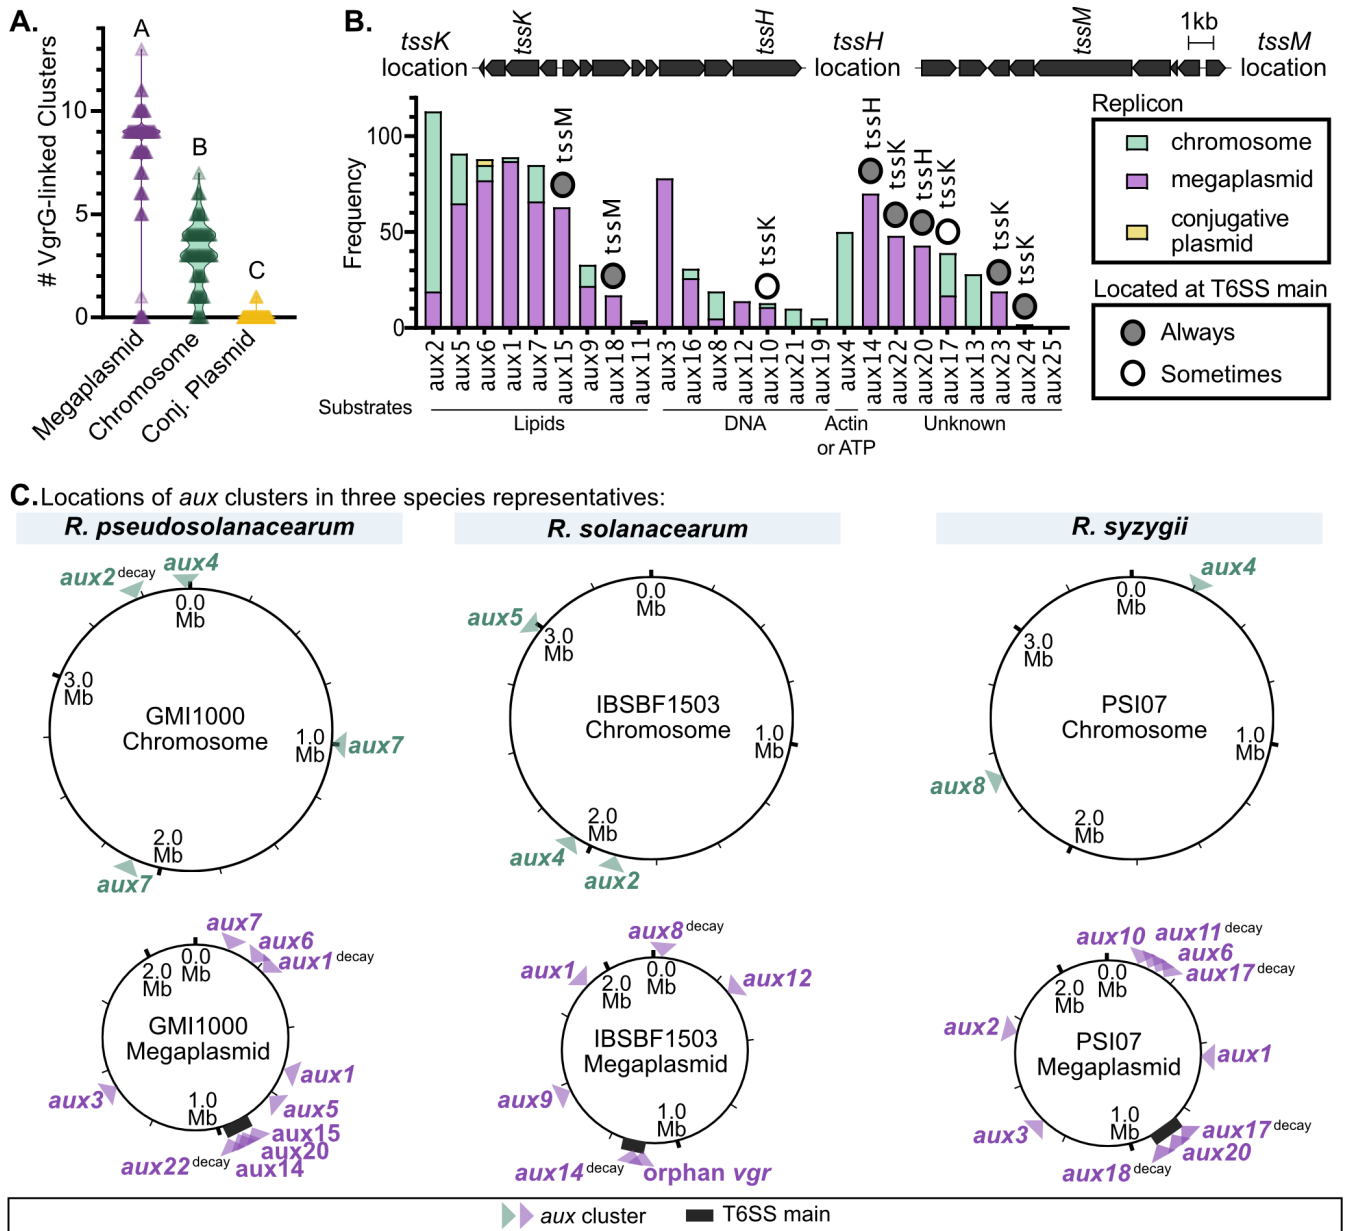 A.
# VgrG-linked Clusters
10
5
0
A
B
C
Megaplasmid
Chromosome
Conj. Plasmid
B.
tssK
location
tssK
tssH
tssH
location
tssM
1kb
tssM
location
Frequency
100
50
0
tssM
tssM
tssK
tssH
tssK
tssH
tssK
tssK
tssK
aux2
aux5
aux6
aux1
aux7
aux15
aux9
aux18
aux11
aux3
aux16
aux8
aux12
aux10
aux21
aux19
aux4
aux14
aux22
aux20
aux17
aux13
aux23
aux24
aux25
Substrates
Lipids
DNA
Actin
or ATP
Unknown
Replicon
chromosome
megaplasmid
conjugative
plasmid
Located at T6SS main
Always
Sometimes
C. Locations of aux clusters in three species representatives:
R. pseudosolanacearum
aux2 decay
aux4
0.0
Mb
3.0
Mb
GMI1000
Chromosome
1.0
Mb
aux7
2.0
Mb
aux7
R. solanacearum
0.0
Mb
aux5
3.0
Mb
IBSBF1503
Chromosome
1.0
Mb
2.0
Mb
aux4
aux2
R. syzygii
aux4
0.0
Mb
3.0
Mb
PSI07
Chromosome
1.0
Mb
aux8
2.0
Mb
aux7
aux6
aux1 decay
0.0
Mb
2.0
Mb
GMI1000
Megaplasmid
aux1
aux3
1.0
Mb
aux5
aux15
aux20
aux22 decay
aux14
aux8 decay
aux1
0.0
Mb
2.0
Mb
aux12
IBSBF1503
Megaplasmid
aux9
1.0
Mb
aux14 decay
orphan vgr
aux10
aux11 decay
aux6
aux17 decay
0.0
Mb
2.0
Mb
aux2
PSI07
Megaplasmid
aux1
1.0
Mb
aux3
aux17 decay
aux20
aux18 decay
aux cluster
T6SS main